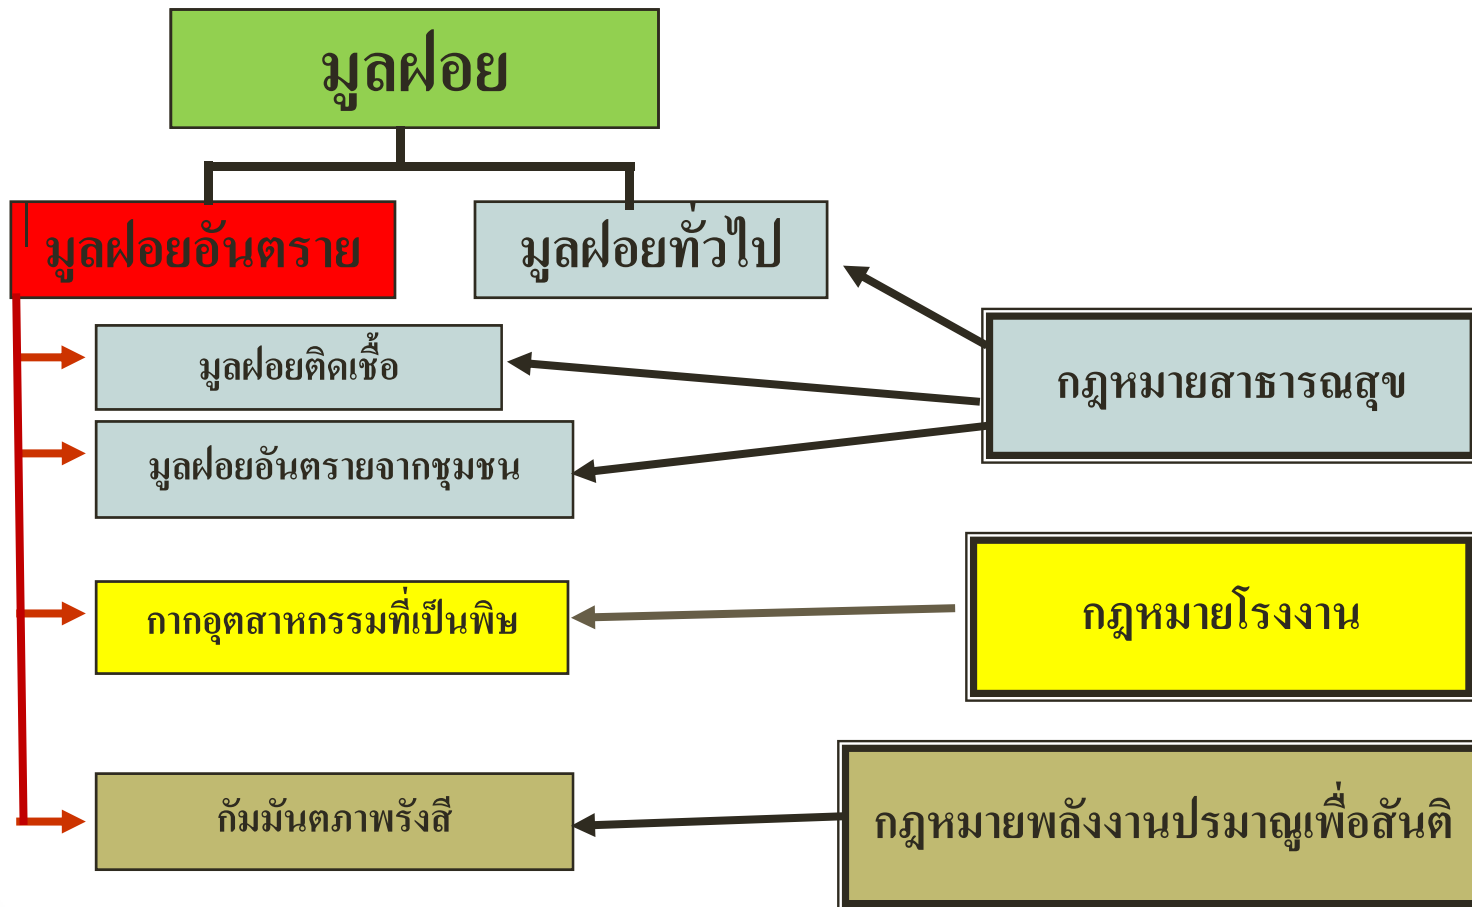 มูลฝอย
มูลฝอยอันตราย
มูลฝอยทั่วไป
มูลฝอยติดเชื้อ
กฎหมายสาธารณสุข
มูลฝอยอันตรายจากชุมชน
กากอุตสาหกรรมที่เป็นพิษ
กฎหมายโรงงาน
กัมมันตภาพรังสี
กฎหมายพลังงานปรมาณูเพื่อสันติ